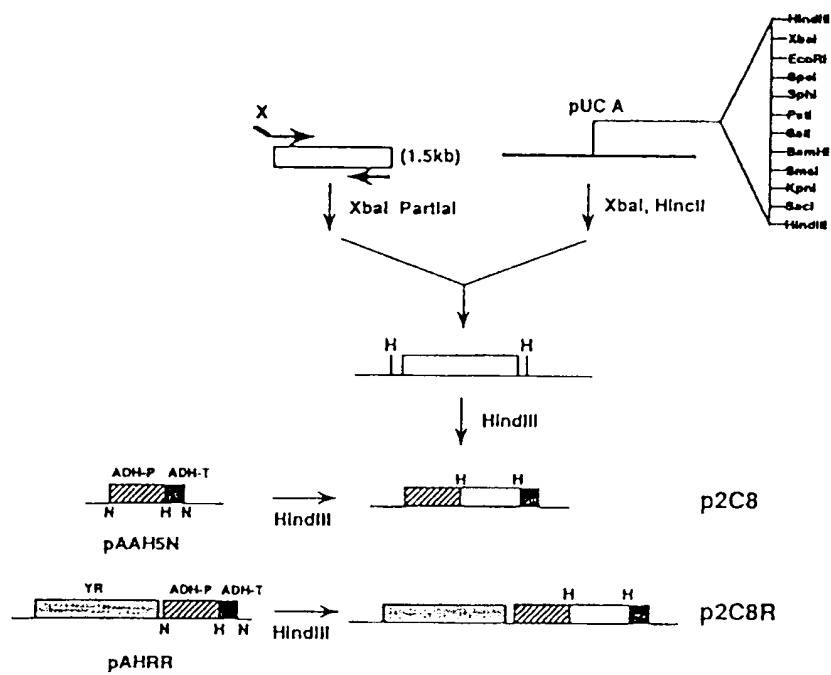 HindIII
XbaI
EcoRI
SpeI
SphI
PstI
SalI
BamHI
SmaI
KpnI
SacI
HindIII
pUC A
X
(1.5kb)
XbaI Partial
XbaI, HincII
H H
HindIII
ADH-P ADH-T
H H
N H N
HindIII
p2C8
pAAH5N
YR ADH-P ADH-T
H H
N H N
HindIII
p2C8R
pAHRR